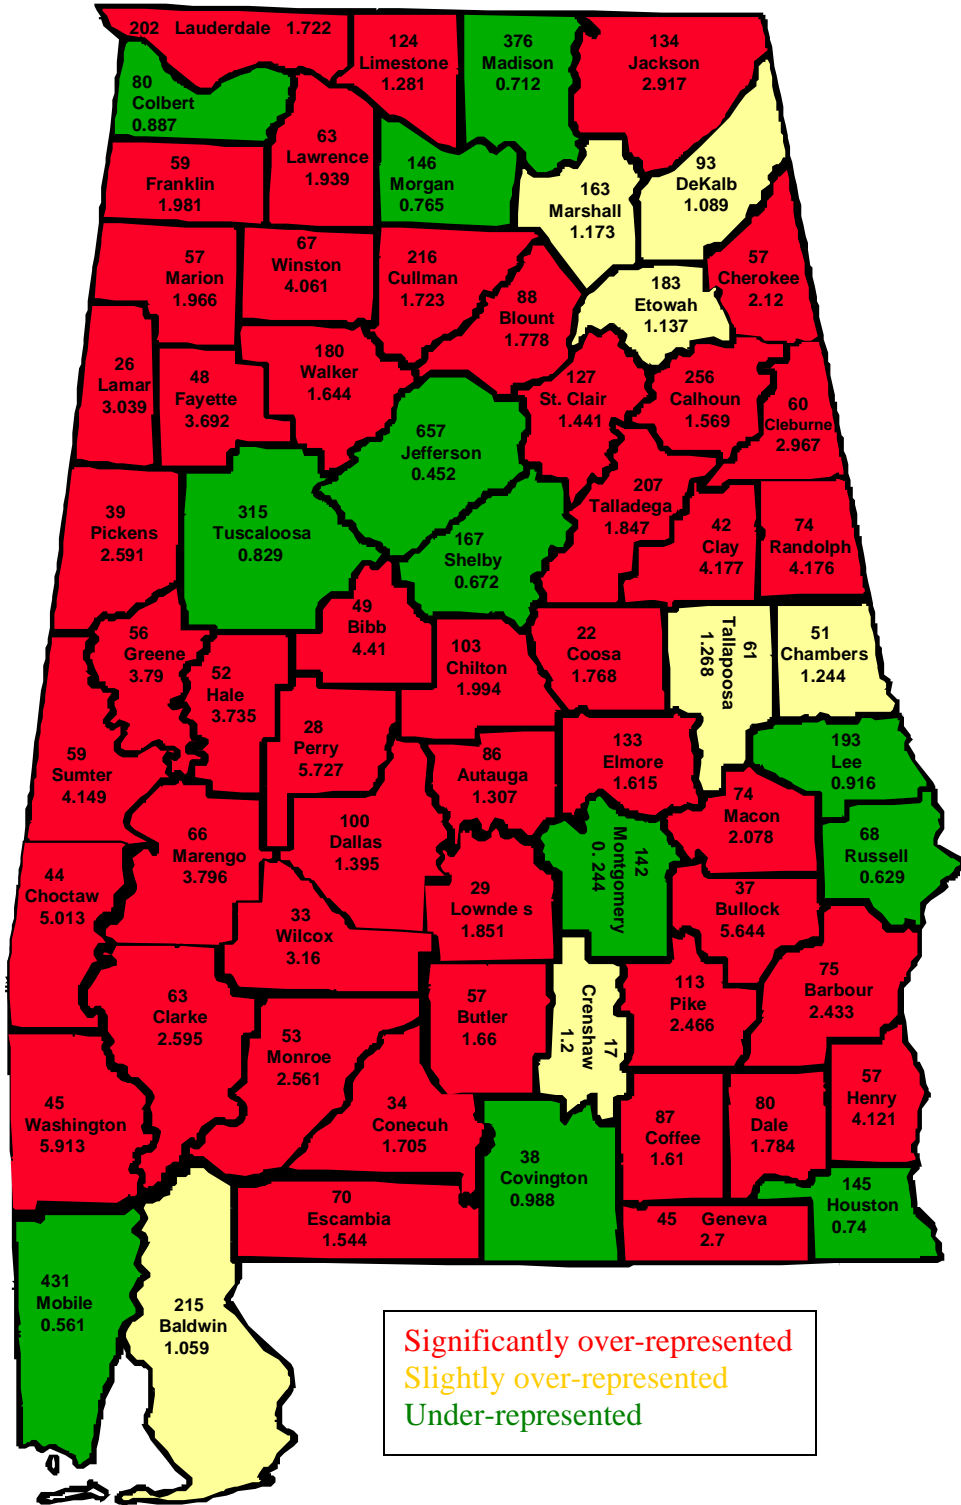 202 Lauderdale 1.722
124
Limestone
1.281
376
Madison
0.712
134
Jackson
2.917
80
Colbert
0.887
63
Lawrence
1.939
146
Morgan
0.765
59
Franklin
1.981
163
Marshall
1.173
93
DeKalb
1.089
57
Marion
1.966
67
Winston
4.061
216
Cullman
1.723
88
Blount
1.778
183
Etowah
1.137
57
Cherokee
2.12
26
Lamar
3.039
48
Fayette
3.692
180
Walker
1.644
127
St. Clair
1.441
256
Calhoun
1.569
60
Cleburne
2.967
657
Jefferson
0.452
39
Pickens
2.591
315
Tuscaloosa
0.829
167
Shelby
0.672
207
Talladega
1.847
42
Clay
4.177
74
Randolph
4.176
56
Greene
3.79
52
Hale
3.735
49
Bibb
4.41
103
Chilton
1.994
22
Coosa
1.768
61
Tallapoosa
1.268
51
Chambers
1.244
59
Sumter
4.149
28
Perry
5.727
86
Autauga
1.307
133
Elmore
1.615
193
Lee
0.916
74
Macon
2.078
68
Russell
0.629
66
Marengo
3.796
100
Dallas
1.395
142
Montgomery
0. 244
44
Choctaw
5.013
33
Wilcox
3.16
29
Lownde s
1.851
37
Bullock
5.644
63
Clarke
2.595
53
Monroe
2.561
57
Butler
1.66
17
Crenshaw
1.2
113
Pike
2.466
75
Barbour
2.433
45
Washington
5.913
34
Conecuh
1.705
87
Coffee
1.61
80
Dale
1.784
57
Henry
4.121
38
Covington
0.988
70
Escambia
1.544
45 Geneva
2.7
145
Houston
0.74
431
Mobile
0.561
215
Baldwin
1.059
Significantly over-represented
Slightly over-represented
Under-represented